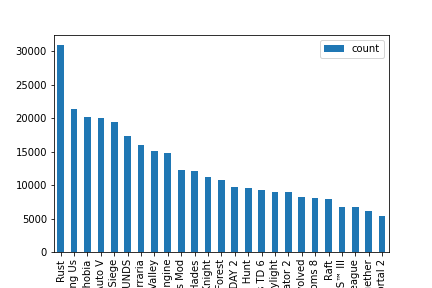 30000
25000
20000
15000
10000
5000
0
count
Rust
ng Us
hobia
uto V
Siege
UNDS
rraria
Valley
ngine
s Mod
Hades
night
Forest
DAY 2
Hunt
s TD 6
ylight
ator 2
volved
oms 8
Raft
S™ III
eague
ether
rtal 2